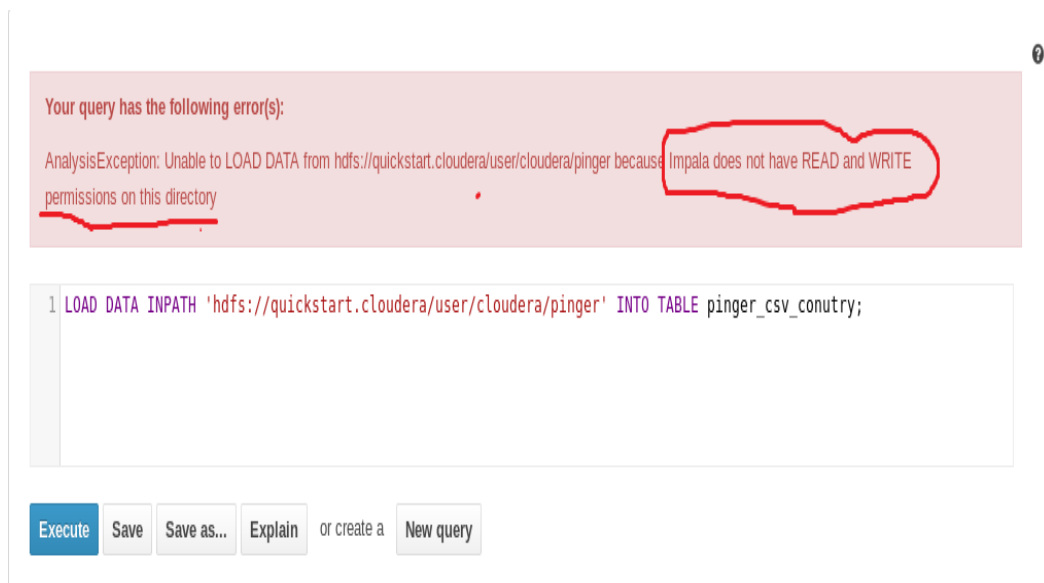 Your query has the following error(s):
AnalysisException: Unable to LOAD DATA from hdfs://quickstart.cloudera/user/cloudera/pinger because Impala does not have READ and WRITE
permissions on this directory
1 LOAD DATA INPATH 'hdfs://quickstart.cloudera/user/cloudera/pinger' INTO TABLE pinger_csv_conutry;
Execute Save Save as... Explain or create a New query